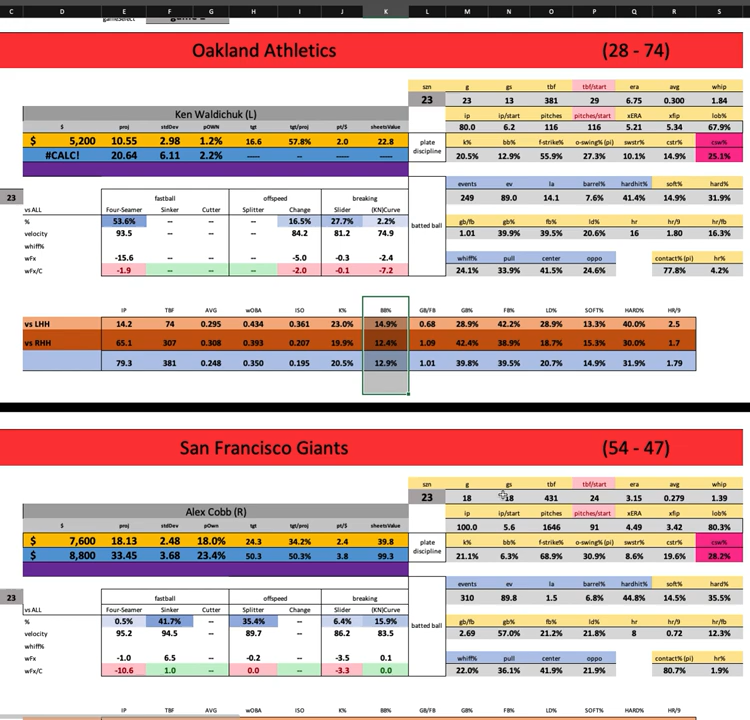 C D E F G H I J K L M N O P Q R S
Oakland Athletics (28 - 74)
szn g gs tbf tbf/start era avg whip
23 23 13 381 29 6.75 0.300 1.84
Ken Waldichuk (L) ip ip/start pitches pitches/start xERA xfip lob%
80.0 6.2 116 116 5.21 5.34 67.9%
$ proj stdDev pOWN tgt tgt/proj pt/$ sheetsValue
$ 5,200 10.55 2.98 1.2% 16.6 57.8% 2.0 22.8
plate discipline k% bb% f-strike% o-swing% (pi) swstr% cstr% csw%
#CALC! 20.64 6.11 2.2% ---- ---- -- ----
20.5% 12.9% 55.9% 27.3% 10.1% 14.9% 25.1%
events ev la barrel% hardhit% soft% hard%
23 fastball offspeed breaking
249 89.0 14.1 7.6% 41.4% 14.9% 31.9%
vs ALL Four-Seamer Sinker Cutter Splitter Change Slider (KN)Curve
% 53.6% -- -- -- 16.5% 27.7% 2.2%
batted ball gb/fb gb% fb% ld% hr hr/9 hr/fb
velocity 93.5 -- -- -- 84.2 81.2 74.9
1.01 39.9% 39.5% 20.6% 16 1.80 16.3%
whiff%
wFx -15.6 -- -- -- -5.0 -0.3 -2.4
whiff% pull center oppo contact% (pi) hr%
wFx/C -1.9 -- -- -- -2.0 -0.1 -7.2
24.1% 33.9% 41.5% 24.6% 77.8% 4.2%
IP TBF AVG wOBA ISO K% BB% GB/FB GB% FB% LD% SOFT% HARD% HR/9
vs LHH 14.2 74 0.295 0.434 0.361 23.0% 14.9% 0.68 28.9% 42.2% 28.9% 13.3% 40.0% 2.5
vs RHH 65.1 307 0.308 0.393 0.207 19.9% 12.4% 1.09 42.4% 38.9% 18.7% 15.3% 30.0% 1.7
79.3 381 0.248 0.350 0.195 20.5% 12.9% 1.01 39.8% 39.5% 20.7% 14.9% 31.9% 1.79
San Francisco Giants (54 - 47)
szn g gs tbf tbf/start era avg whip
23 18 18 431 24 3.15 0.279 1.39
Alex Cobb (R) ip ip/start pitches pitches/start xERA xfip lob%
100.0 5.6 1646 91 4.49 3.42 80.3%
$ proj stdDev pOwn tgt tgt/proj pt/$ sheetsValue
$ 7,600 18.13 2.48 18.0% 24.3 34.2% 2.4 39.8
plate discipline k% bb% f-strike% o-swing% (pi) swstr% cstr% csw%
$ 8,800 33.45 3.68 23.4% 50.3 50.3% 3.8 99.3
21.1% 6.3% 68.9% 30.9% 8.6% 19.6% 28.2%
events ev la barrel% hardhit% soft% hard%
23 fastball offspeed breaking
310 89.8 1.5 6.8% 44.8% 14.5% 35.5%
vs ALL Four-Seamer Sinker Cutter Splitter Change Slider (KN)Curve
% 0.5% 41.7% -- 35.4% -- 6.4% 15.9%
batted ball gb/fb gb% fb% ld% hr hr/9 hr/fb
velocity 95.2 94.5 -- 89.7 -- 86.2 83.5
2.69 57.0% 21.2% 21.8% 8 0.72 12.3%
whiff%
wFx -1.0 6.5 -- -0.2 -- -3.5 0.1
whiff% pull center oppo contact% (pi) hr%
wFx/C -10.6 1.0 -- 0.0 -- -3.3 0.0
22.0% 36.1% 41.9% 21.9% 80.7% 1.9%
IP TBF AVG wOBA ISO K% BB% GB/FB GB% FB% LD% SOFT% HARD% HR/9